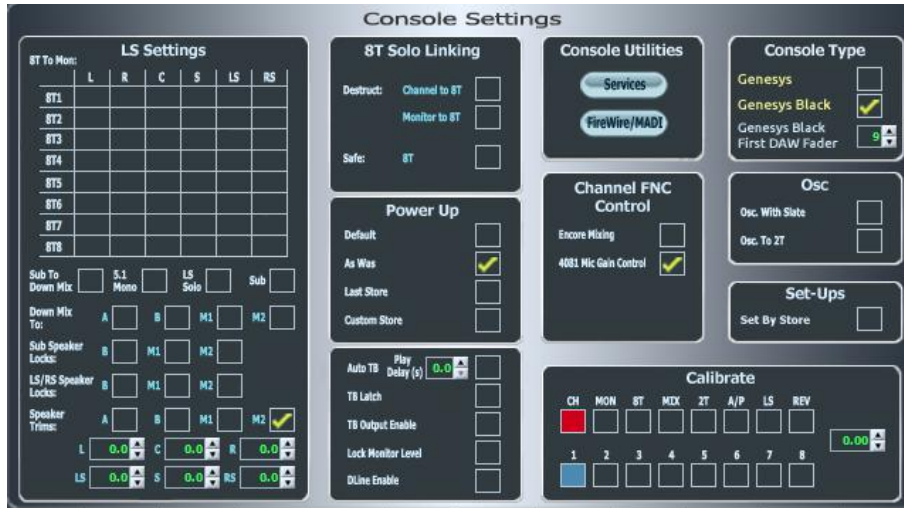 Console Settings
LS Settings
8T To Mon:
L R C S LS RS
8T1
8T2
8T3
8T4
8T5
8T6
8T7
8T8
Sub To Down Mix 5.1 Mono LS Solo Sub
Down Mix To: A B M1 M2
Sub Speaker Locks: B M1 M2
LS/RS Speaker Locks: B M1 M2
Speaker Trims: A B M1 M2
L 0.0 C 0.0 R 0.0
LS 0.0 S 0.0 RS 0.0
8T Solo Linking
Destruct: Channel to 8T
Monitor to 8T
Safe: 8T
Power Up
Default
As Was
Last Store
Custom Store
Auto TB Play Delay (s) 0.0
TB Latch
TB Output Enable
Lock Monitor Level
DLine Enable
Console Utilities
Services
FireWire/MADI
Channel FNC
Control
Encore Mixing
4081 Mic Gain Control
Console Type
Genesys
Genesys Black
Genesys Black
First DAW Fader 9
Osc
Osc. With Slate
Osc. To 2T
Set-Ups
Set By Store
Calibrate
CH MON 8T MIX 2T A/P LS REV
0.00
1 2 3 4 5 6 7 8